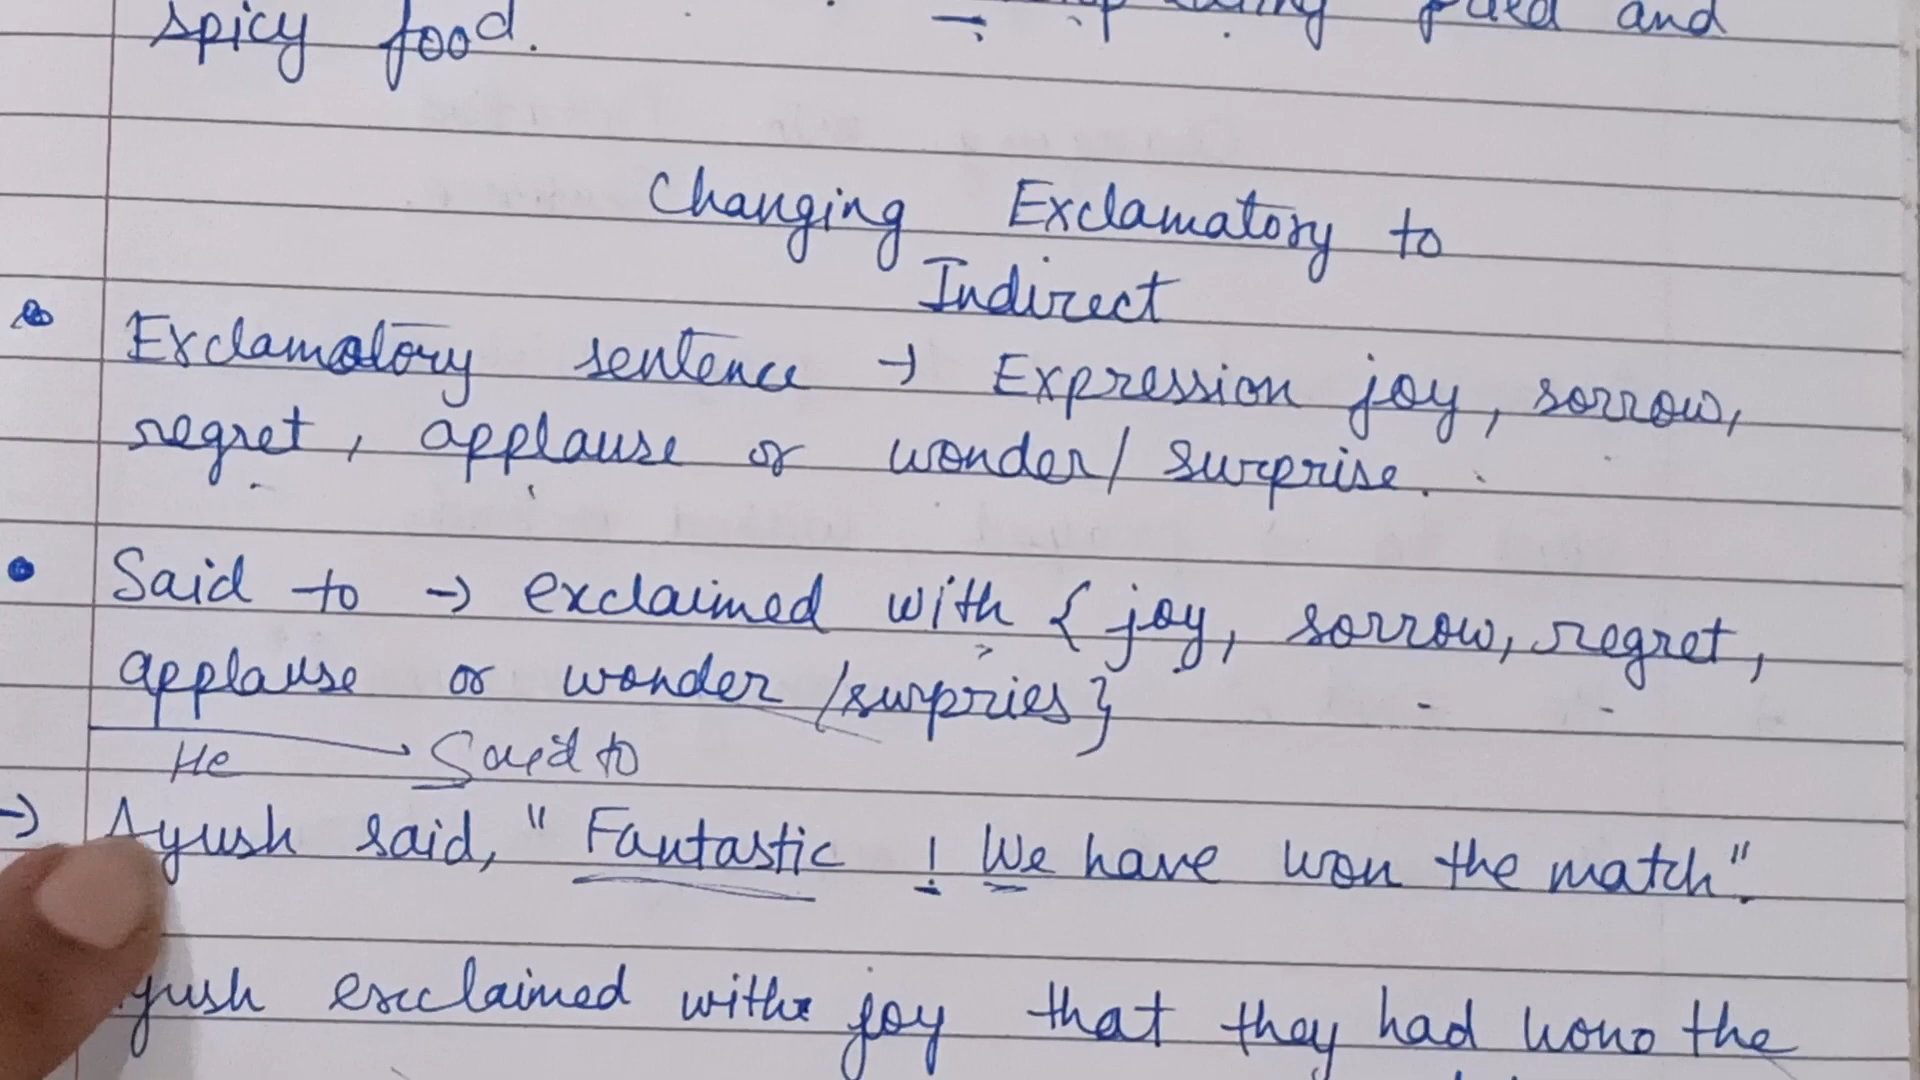 spicy food. and
Changing Exclamatory to
Indirect
Exclamatory sentence → Expression joy, sorrow,
regret, applause or wonder/ surprise.
Said to → exclaimed with { joy, sorrow, regret,
applause or wonder /surpries}
He Said to
→ Ayush said, " Fantastic ! We have won the match".
yush exclaimed with joy that they had won the